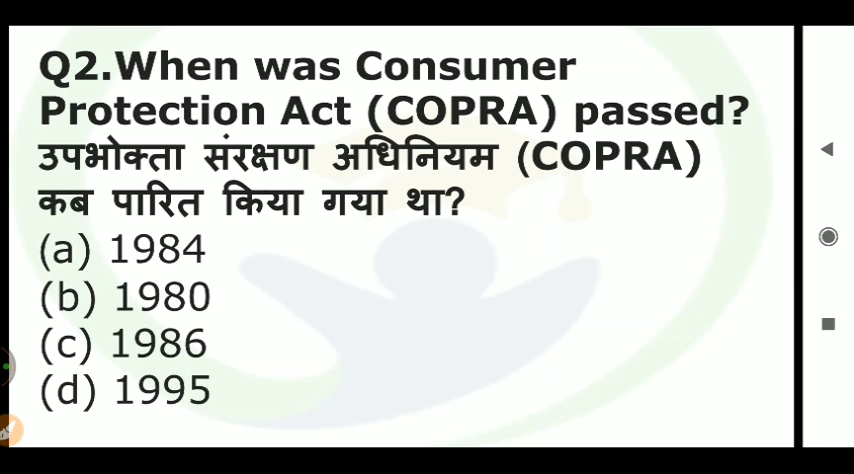 Q2.When was Consumer
Protection Act (COPRA) passed?
उपभोक्ता संरक्षण अधिनियम (COPRA)
कब पारित किया गया था?
(a) 1984
(b) 1980
(c) 1986
(d) 1995